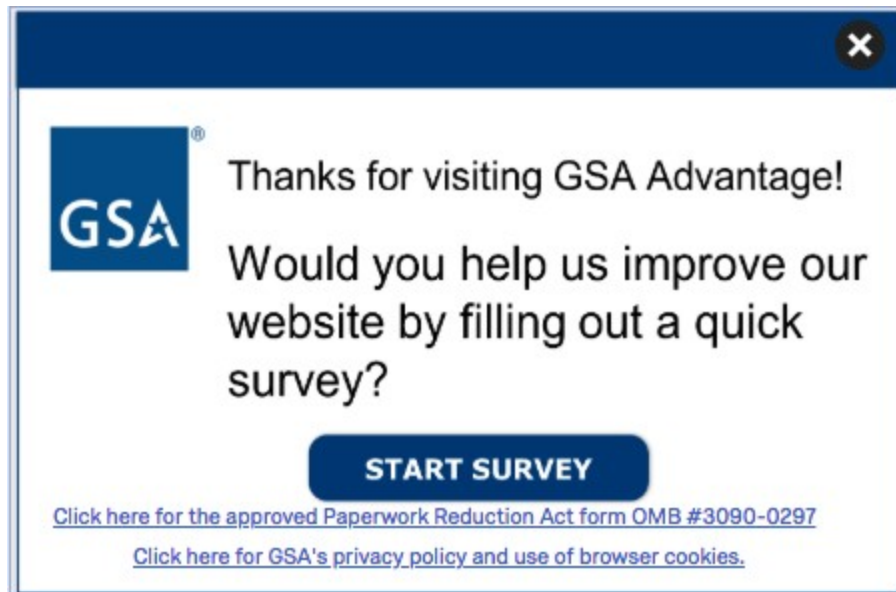 GSA®
Thanks for visiting GSA Advantage!
Would you help us improve our
website by filling out a quick
survey?
START SURVEY
Click here for the approved Paperwork Reduction Act form OMB #3090-0297
Click here for GSA's privacy policy and use of browser cookies.